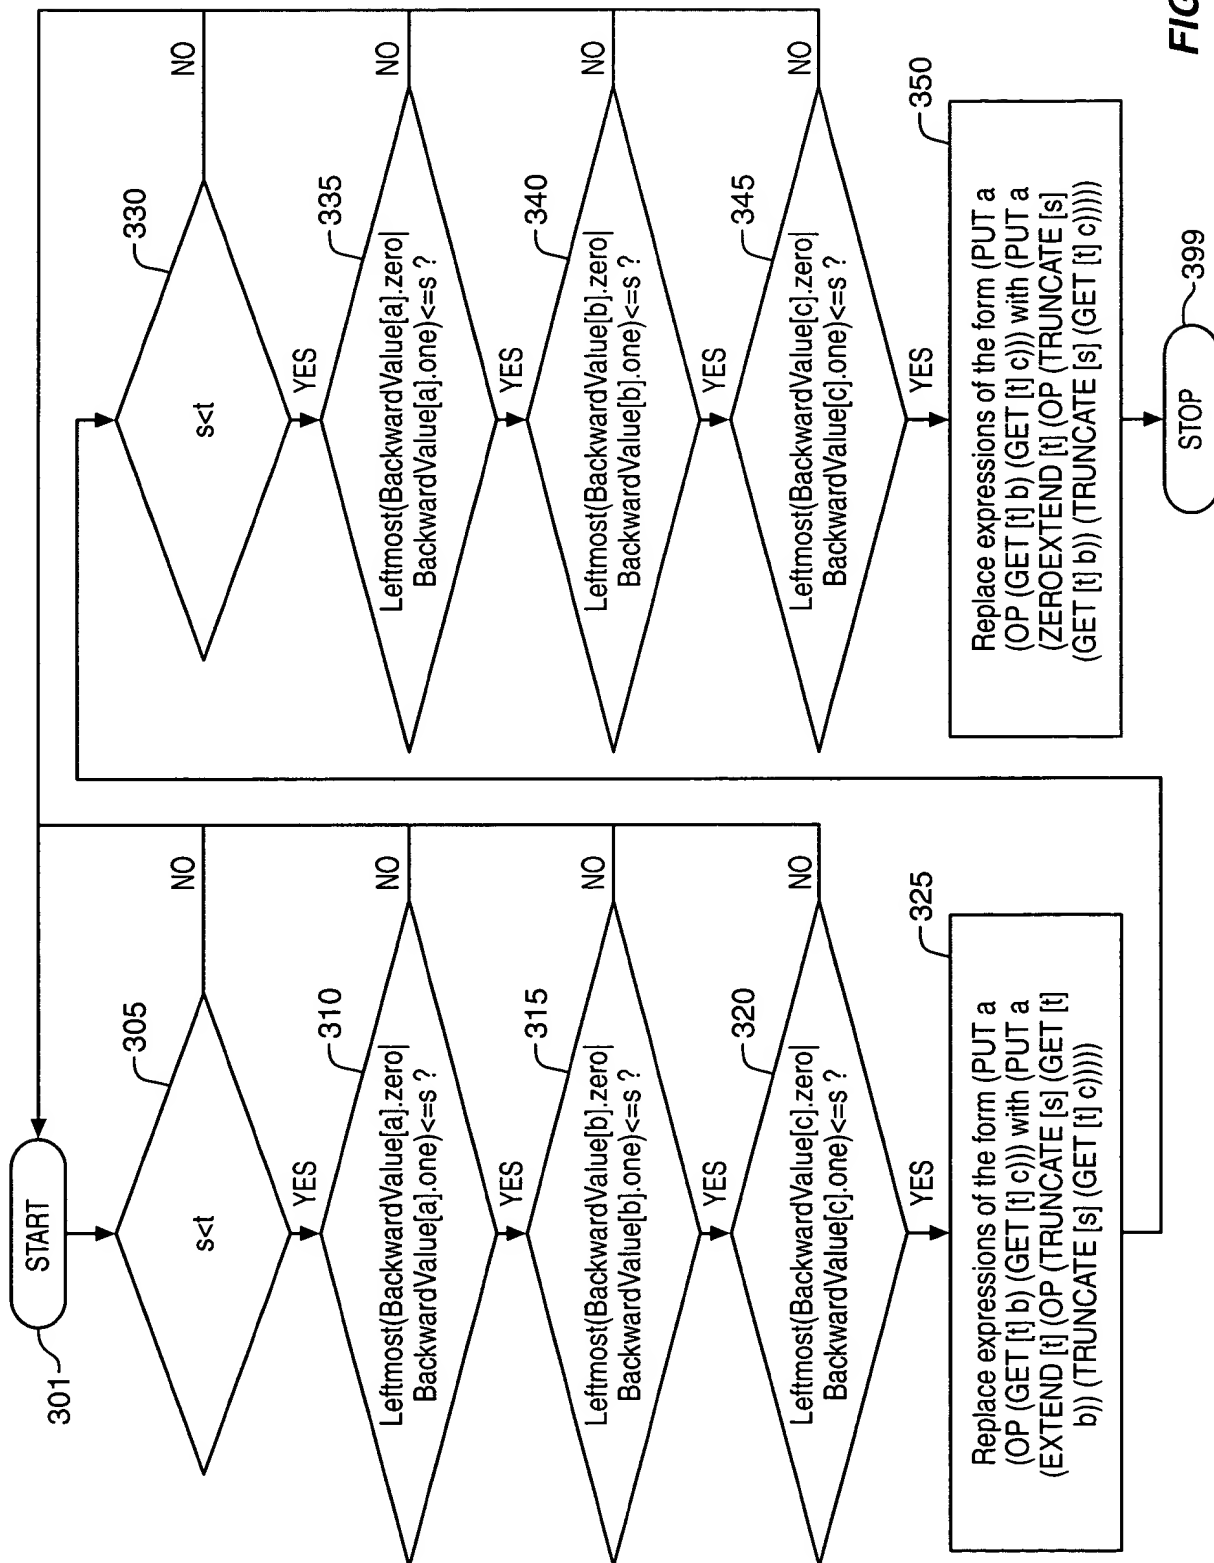 START
301
s<t
305
NO
YES
Leftmost(BackwardValue[a].zero|
BackwardValue[a].one)<=s ?
310
NO
YES
Leftmost(BackwardValue[b].zero|
BackwardValue[b].one)<=s ?
315
NO
YES
Leftmost(BackwardValue[c].zero|
BackwardValue[c].one)<=s ?
320
NO
YES
325
Replace expressions of the form (PUT a
(OP (GET [t] b) (GET [t] c))) with (PUT a
(EXTEND [t] (OP (TRUNCATE [s] (GET [t]
b)) (TRUNCATE [s] (GET [t] c)))))
s<t
330
NO
YES
Leftmost(BackwardValue[a].zero|
BackwardValue[a].one)<=s ?
335
NO
YES
Leftmost(BackwardValue[b].zero|
BackwardValue[b].one)<=s ?
340
NO
YES
Leftmost(BackwardValue[c].zero|
BackwardValue[c].one)<=s ?
345
NO
YES
350
Replace expressions of the form (PUT a
(OP (GET [t] b) (GET [t] c))) with (PUT a
(ZEROEXTEND [t] (OP (TRUNCATE [s]
(GET [t] b)) (TRUNCATE [s] (GET [t] c)))))
STOP
399
FIG